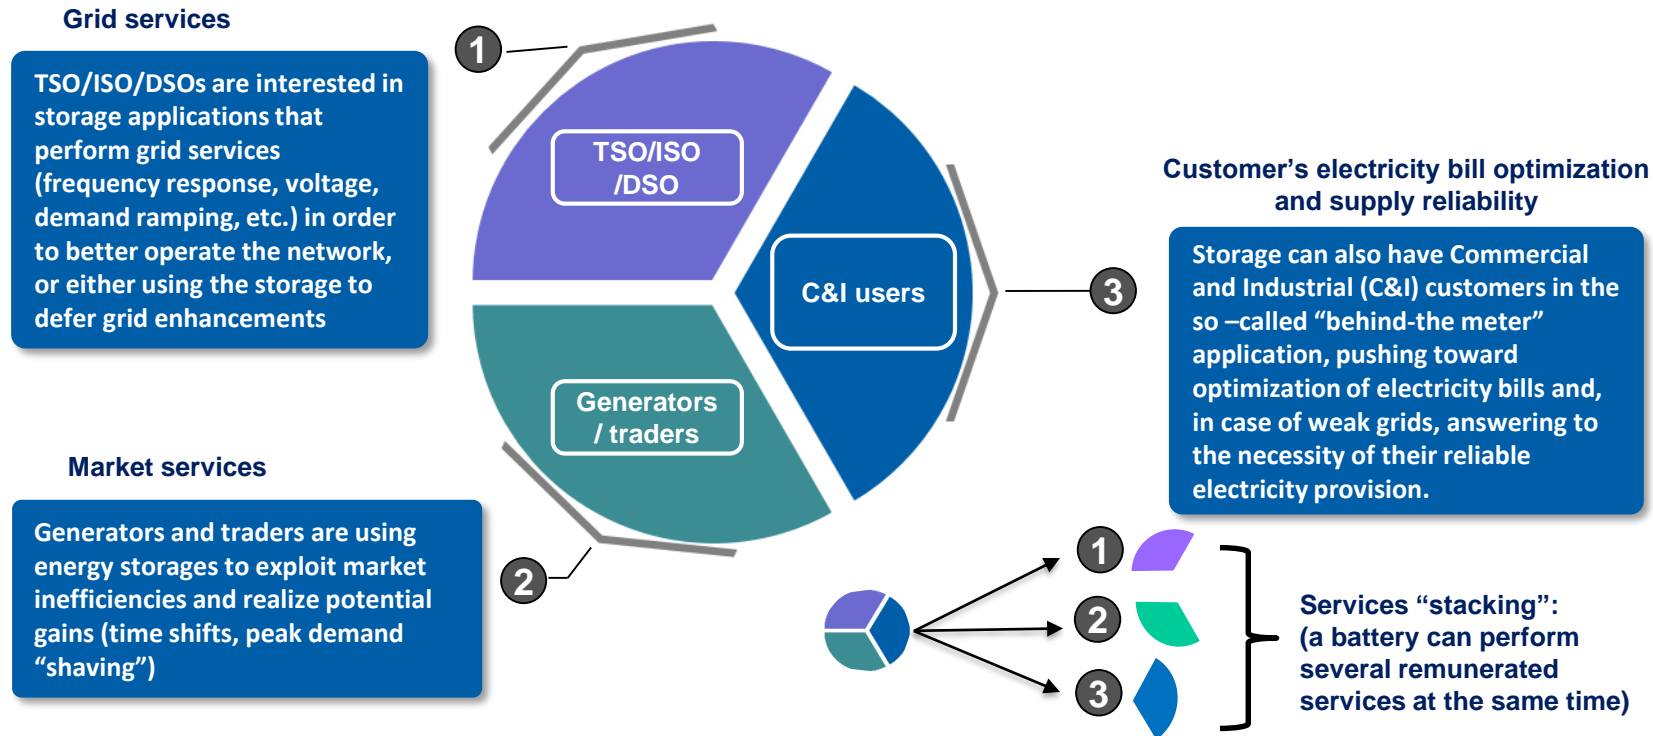 Grid services
TSO/ISO/DSOs are interested in
storage applications that
perform grid services
(frequency response, voltage,
demand ramping, etc.) in order
to better operate the network,
or either using the storage to
defer grid enhancements
1
TSO/ISO
/DSO
C&I users
Generators
/ traders
3
Customer’s electricity bill optimization
and supply reliability
Storage can also have Commercial
and Industrial (C&I) customers in the
so –called “behind-the meter”
application, pushing toward
optimization of electricity bills and,
in case of weak grids, answering to
the necessity of their reliable
electricity provision.
Market services
Generators and traders are using
energy storages to exploit market
inefficiencies and realize potential
gains (time shifts, peak demand
“shaving”)
2
1
2
3
Services “stacking”:
(a battery can perform
several remunerated
services at the same time)